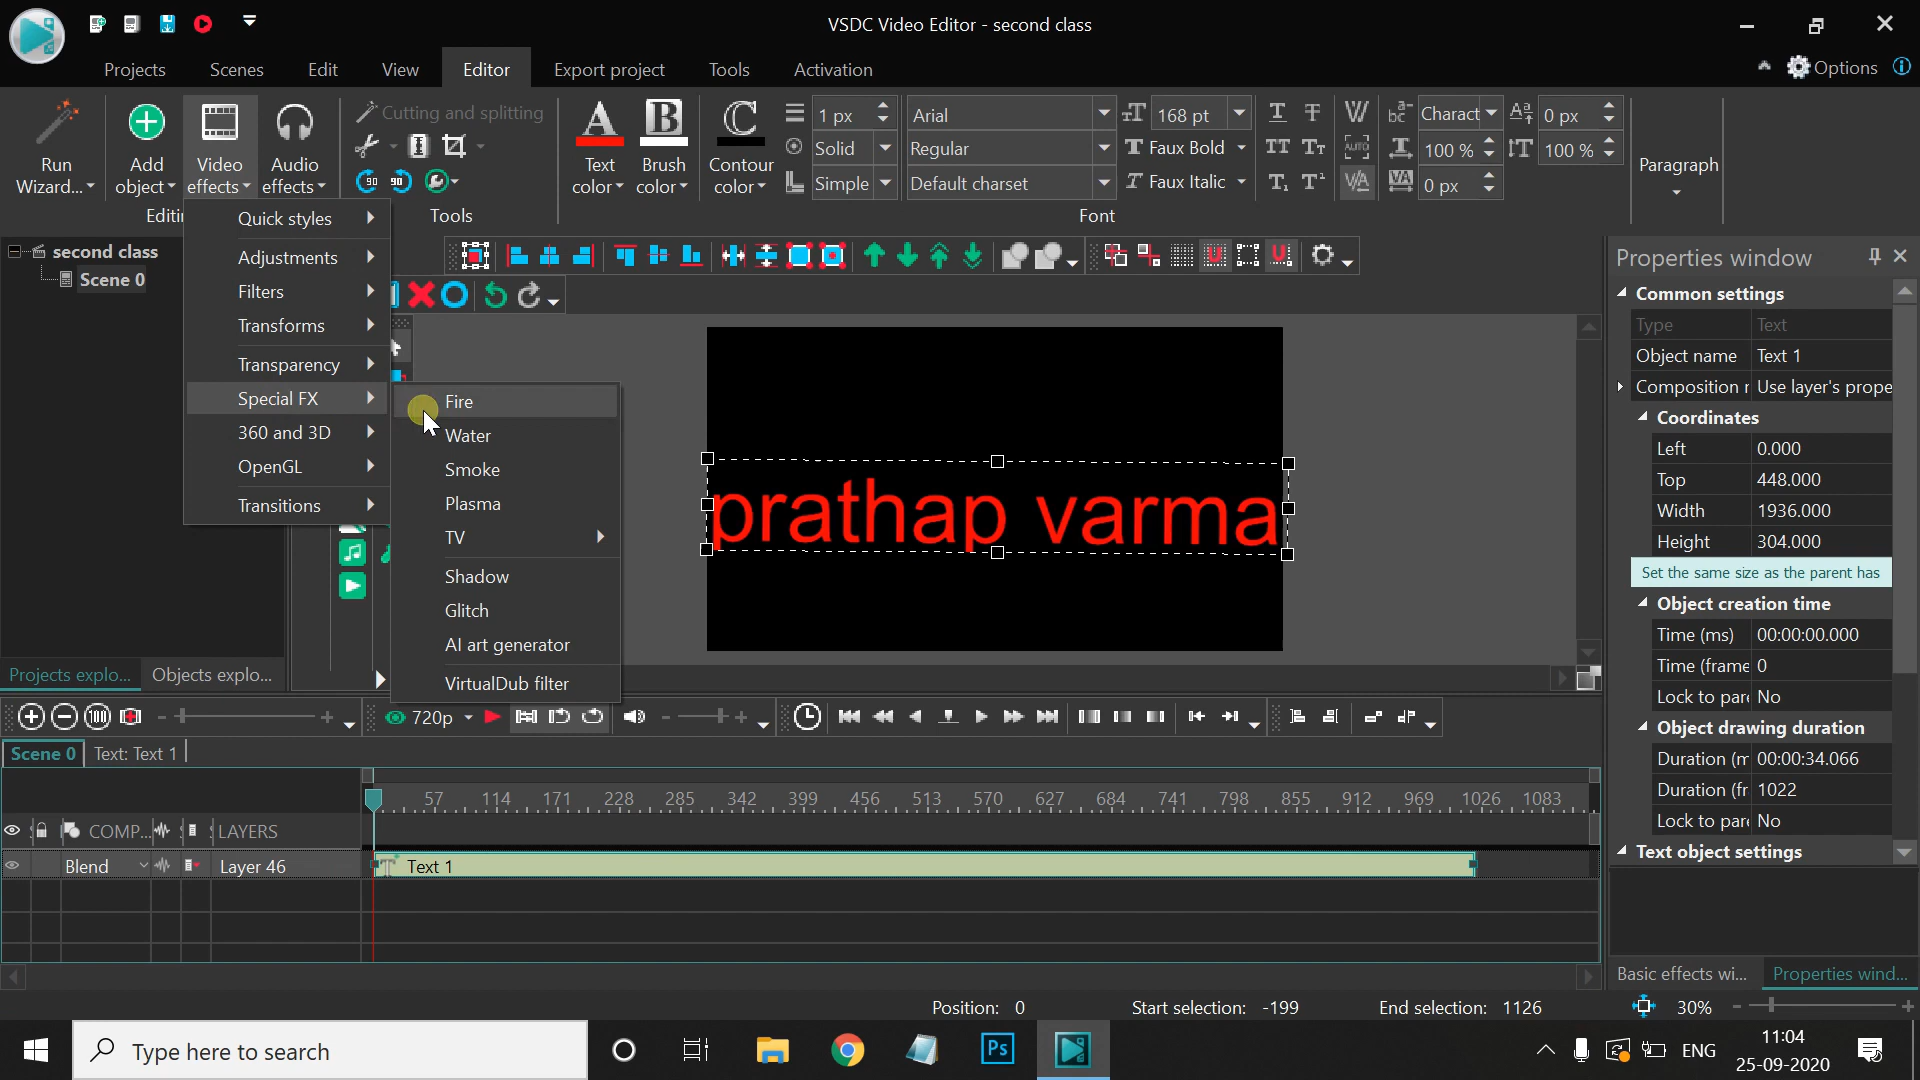 VSDC Video Editor - second class
Projects
Scenes
Edit
View
Editor
Export project
Tools
Activation
Options
Run
Wizard...
Add
object
Video
effects
Audio
effects
Cutting and splitting
Tools
Text
color
Brush
color
Contour
color
1 px
Solid
Simple
Arial
Regular
Default charset
168 pt
Faux Bold
Faux Italic
Font
Charact
100 %
0 px
0 px
100 %
Paragraph
Editi
second class
Scene 0
Quick styles
Adjustments
Filters
Transforms
Transparency
Special FX
360 and 3D
OpenGL
Transitions
Fire
Water
Smoke
Plasma
TV
Shadow
Glitch
AI art generator
VirtualDub filter
prathap varma
Properties window
Common settings
Type Text
Object name Text 1
Composition r Use layer's prope
Coordinates
Left 0.000
Top 448.000
Width 1936.000
Height 304.000
Set the same size as the parent has
Object creation time
Time (ms) 00:00:00.000
Time (frame 0
Lock to pare No
Object drawing duration
Duration (m 00:00:34.066
Duration (fr 1022
Lock to pare No
Text object settings
Projects explo...
Objects explo...
720p
Scene 0
Text: Text 1
57 114 171 228 285 342 399 456 513 570 627 684 741 798 855 912 969 1026 1083
COMP...
LAYERS
Blend
Layer 46
Text 1
Basic effects wi...
Properties wind...
Position: 0
Start selection: -199
End selection: 1126
30%
Type here to search
Ps
ENG
11:04
25-09-2020